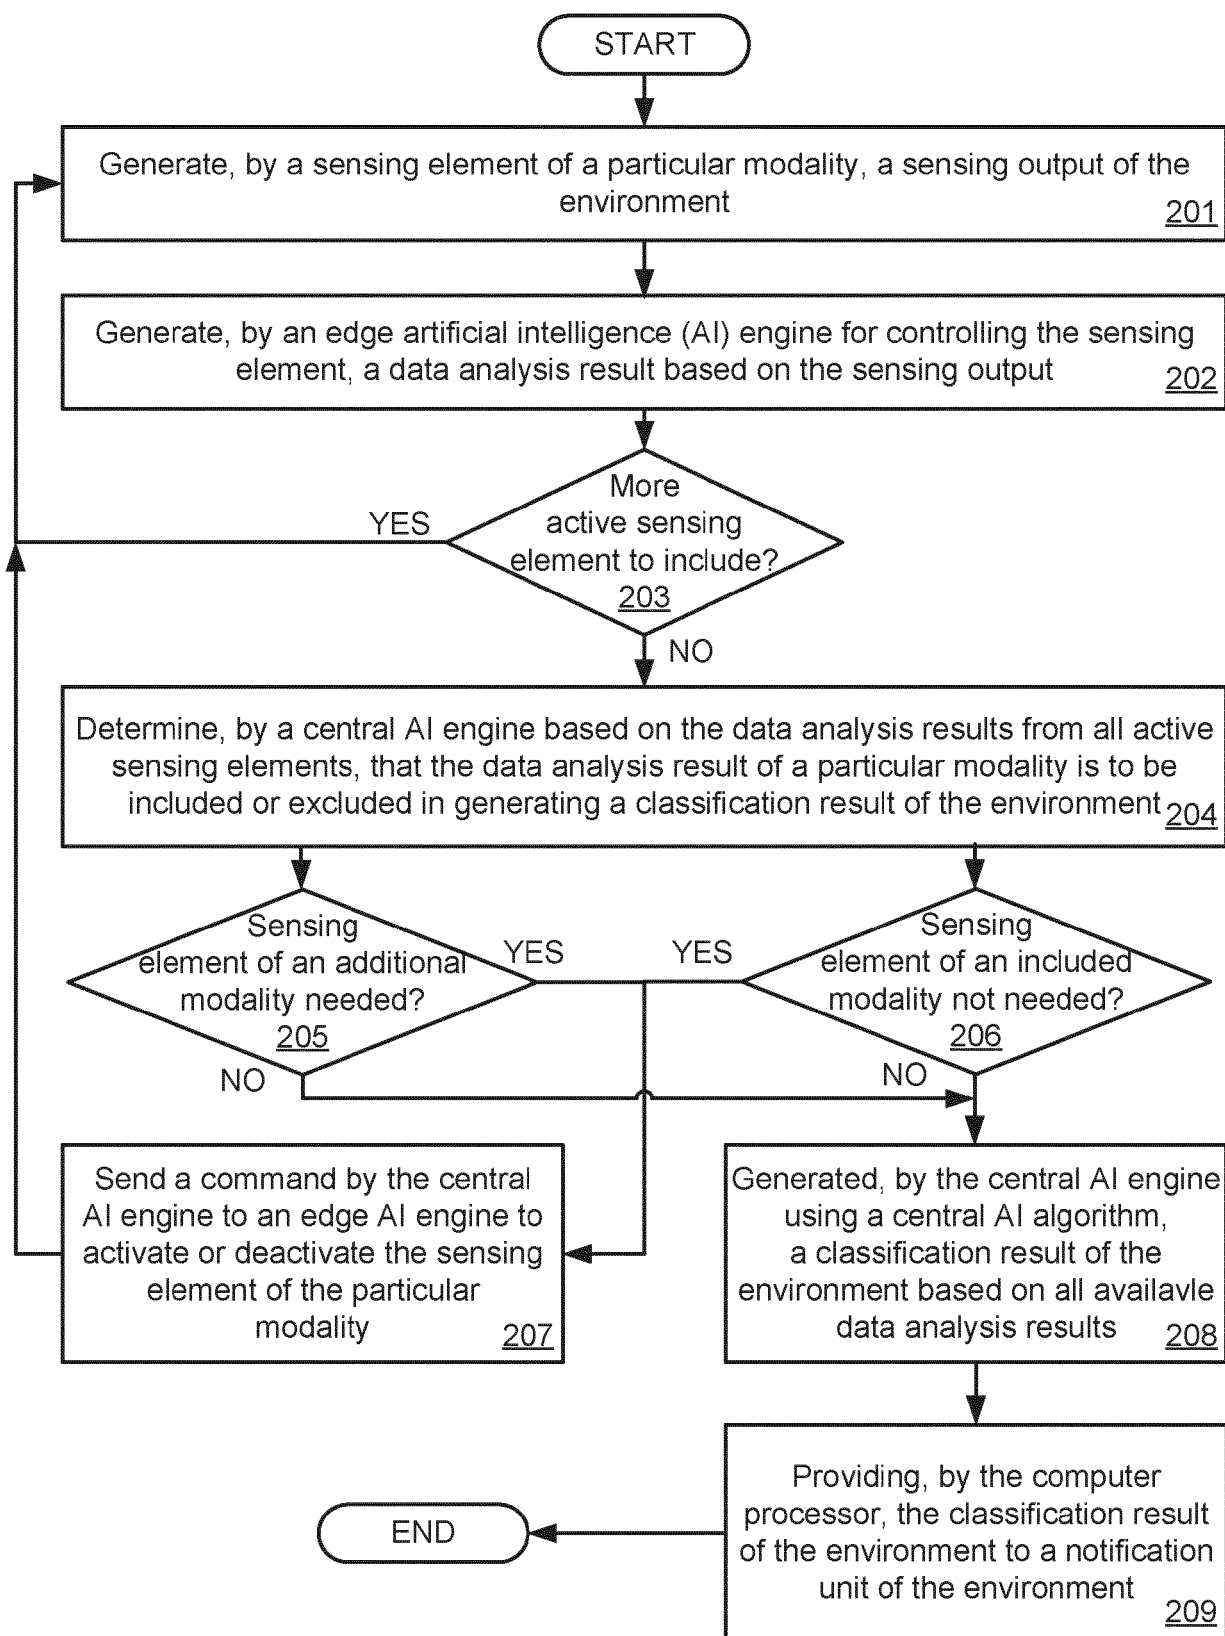 START
Generate, by a sensing element of a particular modality, a sensing output of the
environment
201
Generate, by an edge artificial intelligence (AI) engine for controlling the sensing
element, a data analysis result based on the sensing output
202
More
active sensing
element to include?
203
YES
NO
Determine, by a central AI engine based on the data analysis results from all active
sensing elements, that the data analysis result of a particular modality is to be
included or excluded in generating a classification result of the environment
204
Sensing
element of an additional
modality needed?
205
YES
NO
YES
Sensing
element of an included
modality not needed?
206
NO
Send a command by the central
AI engine to an edge AI engine to
activate or deactivate the sensing
element of the particular
modality
207
Generated, by the central AI engine
using a central AI algorithm,
a classification result of the
environment based on all availavle
data analysis results
208
Providing, by the computer
processor, the classification result
of the environment to a notification
unit of the environment
209
END